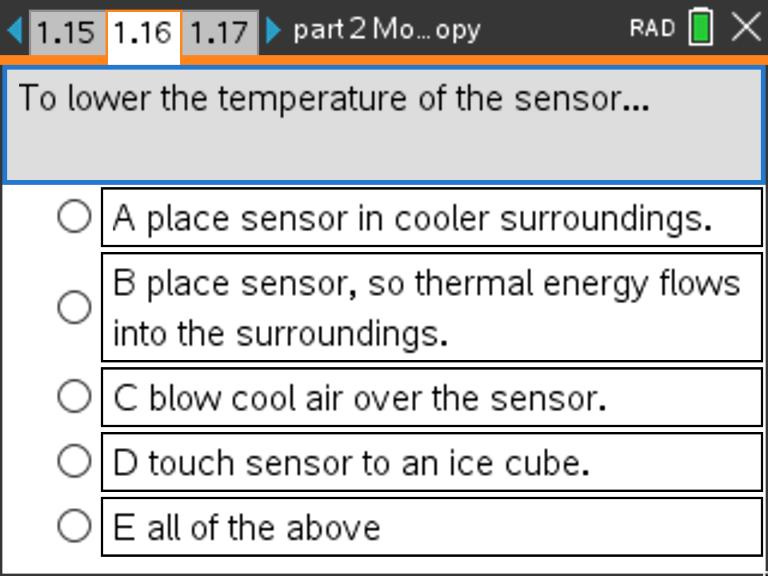 1.15 1.16 1.17 part 2 Mo... opy RAD
To lower the temperature of the sensor...
A place sensor in cooler surroundings.
B place sensor, so thermal energy flows
into the surroundings.
C blow cool air over the sensor.
D touch sensor to an ice cube.
E all of the above